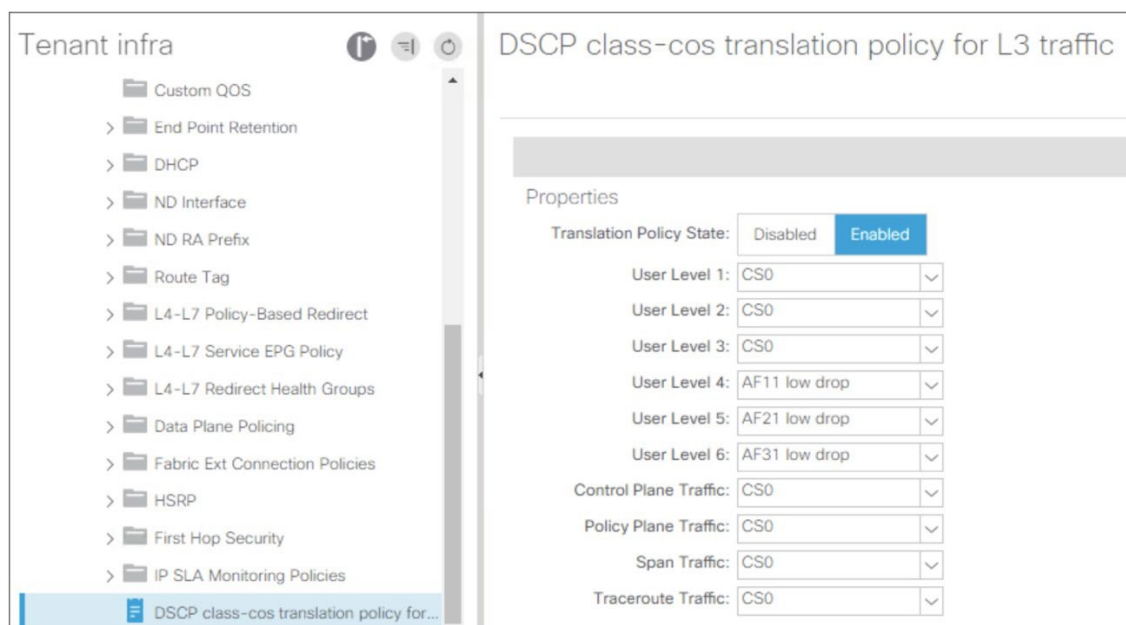 Tenant infra
Custom QOS
End Point Retention
DHCP
ND Interface
ND RA Prefix
Route Tag
L4-L7 Policy-Based Redirect
L4-L7 Service EPG Policy
L4-L7 Redirect Health Groups
Data Plane Policing
Fabric Ext Connection Policies
HSRP
First Hop Security
IP SLA Monitoring Policies
DSCP class-cos translation policy for...
DSCP class-cos translation policy for L3 traffic
Properties
Translation Policy State: Disabled Enabled
User Level 1: CS0
User Level 2: CS0
User Level 3: CS0
User Level 4: AF11 low drop
User Level 5: AF21 low drop
User Level 6: AF31 low drop
Control Plane Traffic: CS0
Policy Plane Traffic: CS0
Span Traffic: CS0
Traceroute Traffic: CS0